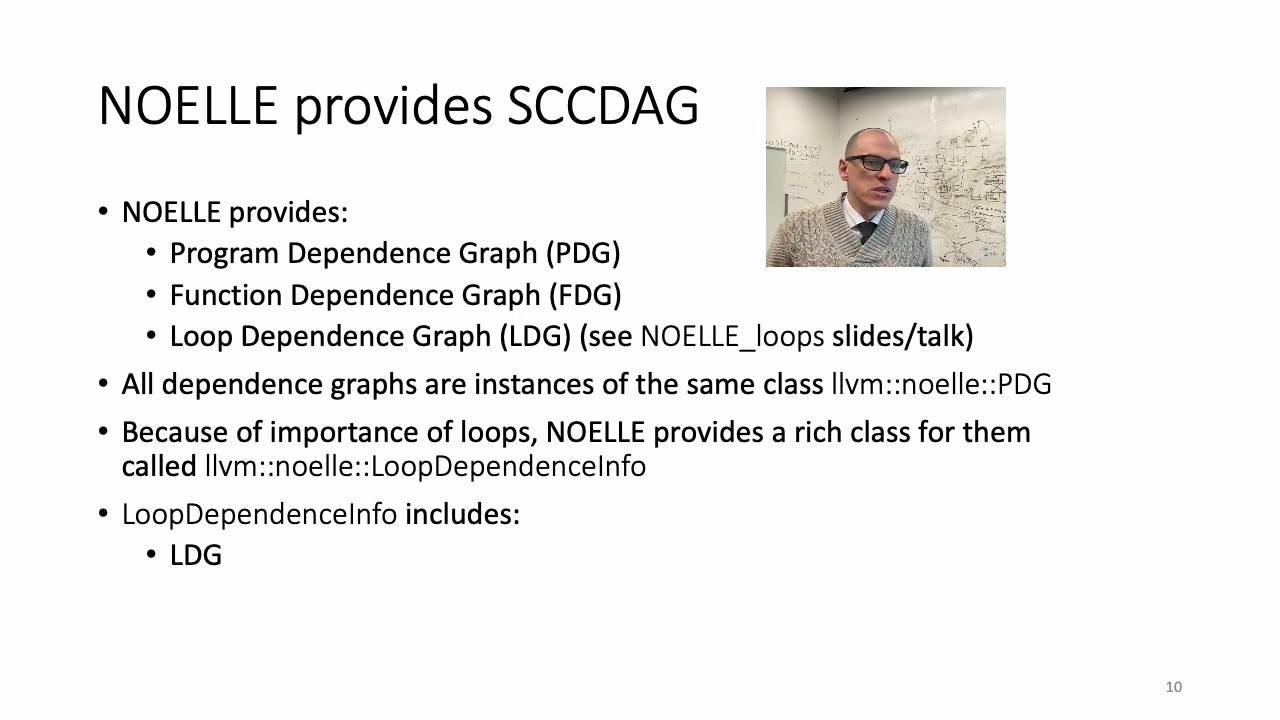 NOELLE provides SCCDAG
• NOELLE provides:
• Program Dependence Graph (PDG)
• Function Dependence Graph (FDG)
• Loop Dependence Graph (LDG) (see NOELLE_loops slides/talk)
• All dependence graphs are instances of the same class llvm::noelle::PDG
• Because of importance of loops, NOELLE provides a rich class for them
called llvm::noelle::LoopDependenceInfo
• LoopDependenceInfo includes:
• LDG
10